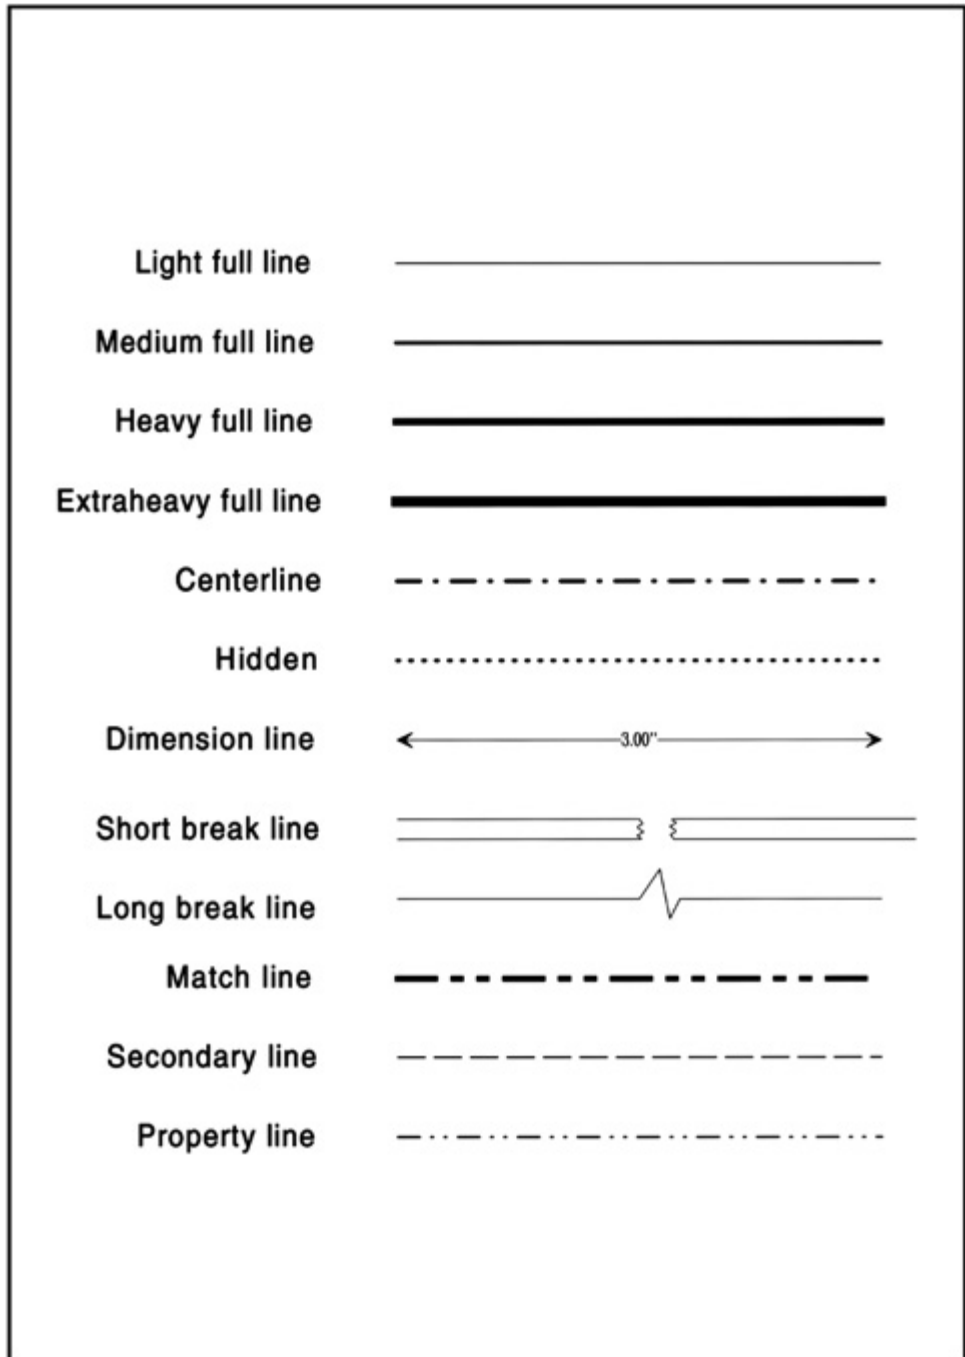 Light full line
Medium full line
Heavy full line
Extraheavy full line
Centerline
Hidden
Dimension line
3.00"
Short break line
Long break line
Match line
Secondary line
Property line